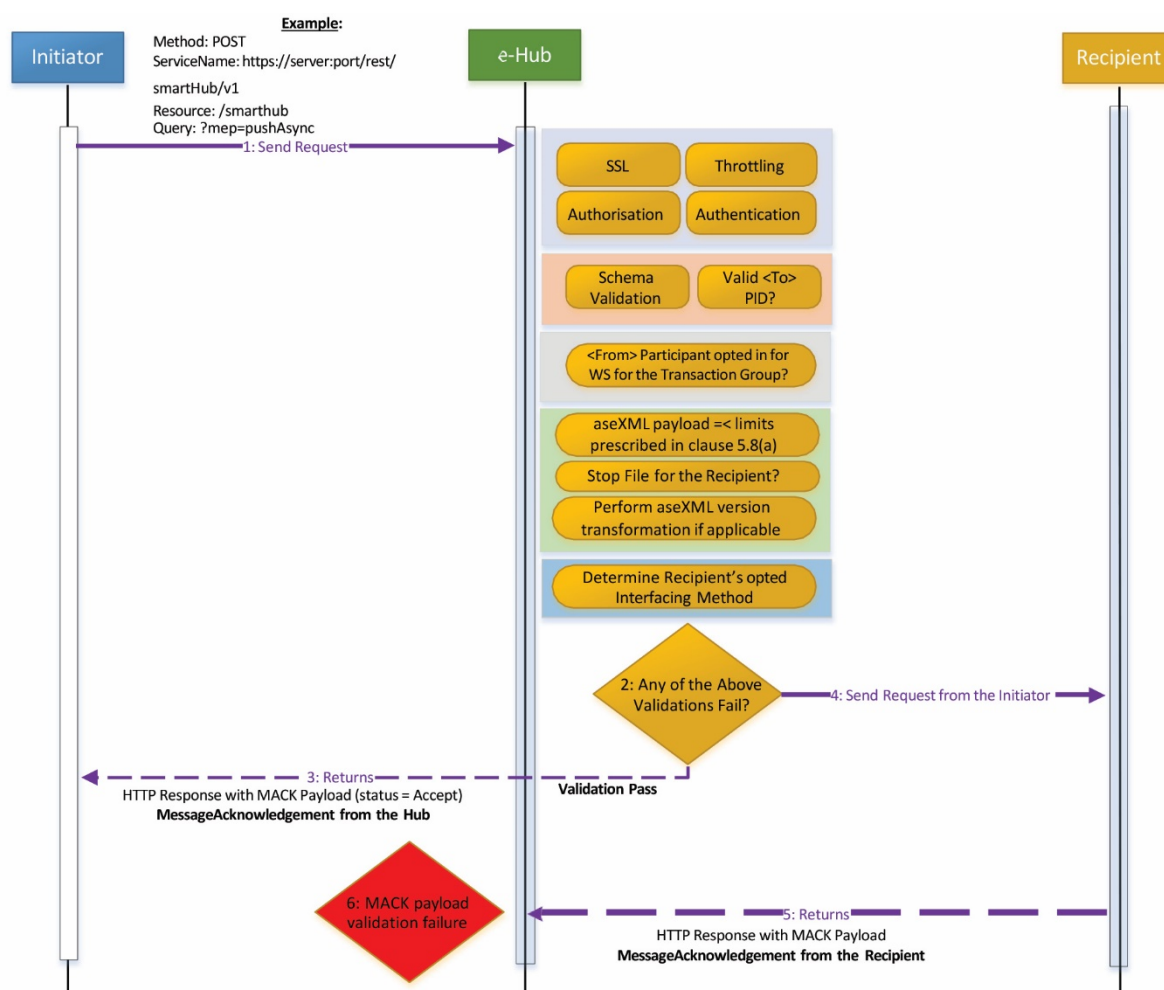 Example:
Method: POST
ServiceName: https://server:port/rest/
smartHub/v1
Resource: /smarthub
Query: ?mep=pushAsync
Initiator
e-Hub
Recipient
1: Send Request
SSL
Throttling
Authorisation
Authentication
Schema
Validation
Valid <To>
PID?
<From> Participant opted in for
WS for the Transaction Group?
aseXML payload =< limits
prescribed in clause 5.8(a)
Stop File for the Recipient?
Perform aseXML version
transformation if applicable
Determine Recipient's opted
Interfacing Method
2: Any of the Above
Validations Fail?
4: Send Request from the Initiator
3: Returns
HTTP Response with MACK Payload (status = Accept)
MessageAcknowledgement from the Hub
Validation Pass
6: MACK payload
validation failure
5: Returns
HTTP Response with MACK Payload
MessageAcknowledgement from the Recipient